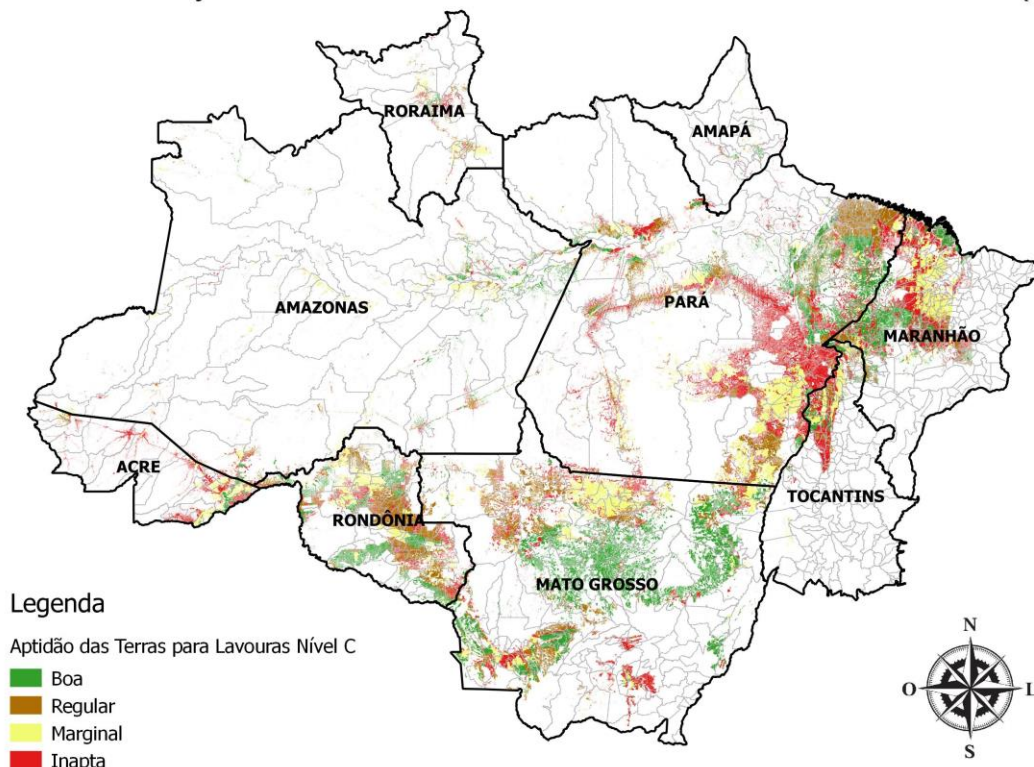 RORAIMA
AMAPÁ
AMAZONAS
PARÁ
MARANHÃO
ACRE
TOCANTINS
RONDÔNIA
MATO GROSSO
Legenda
Aptidão das Terras para Lavouras Nível C
Boa
Regular
Marginal
Inapta
N
O
L
S